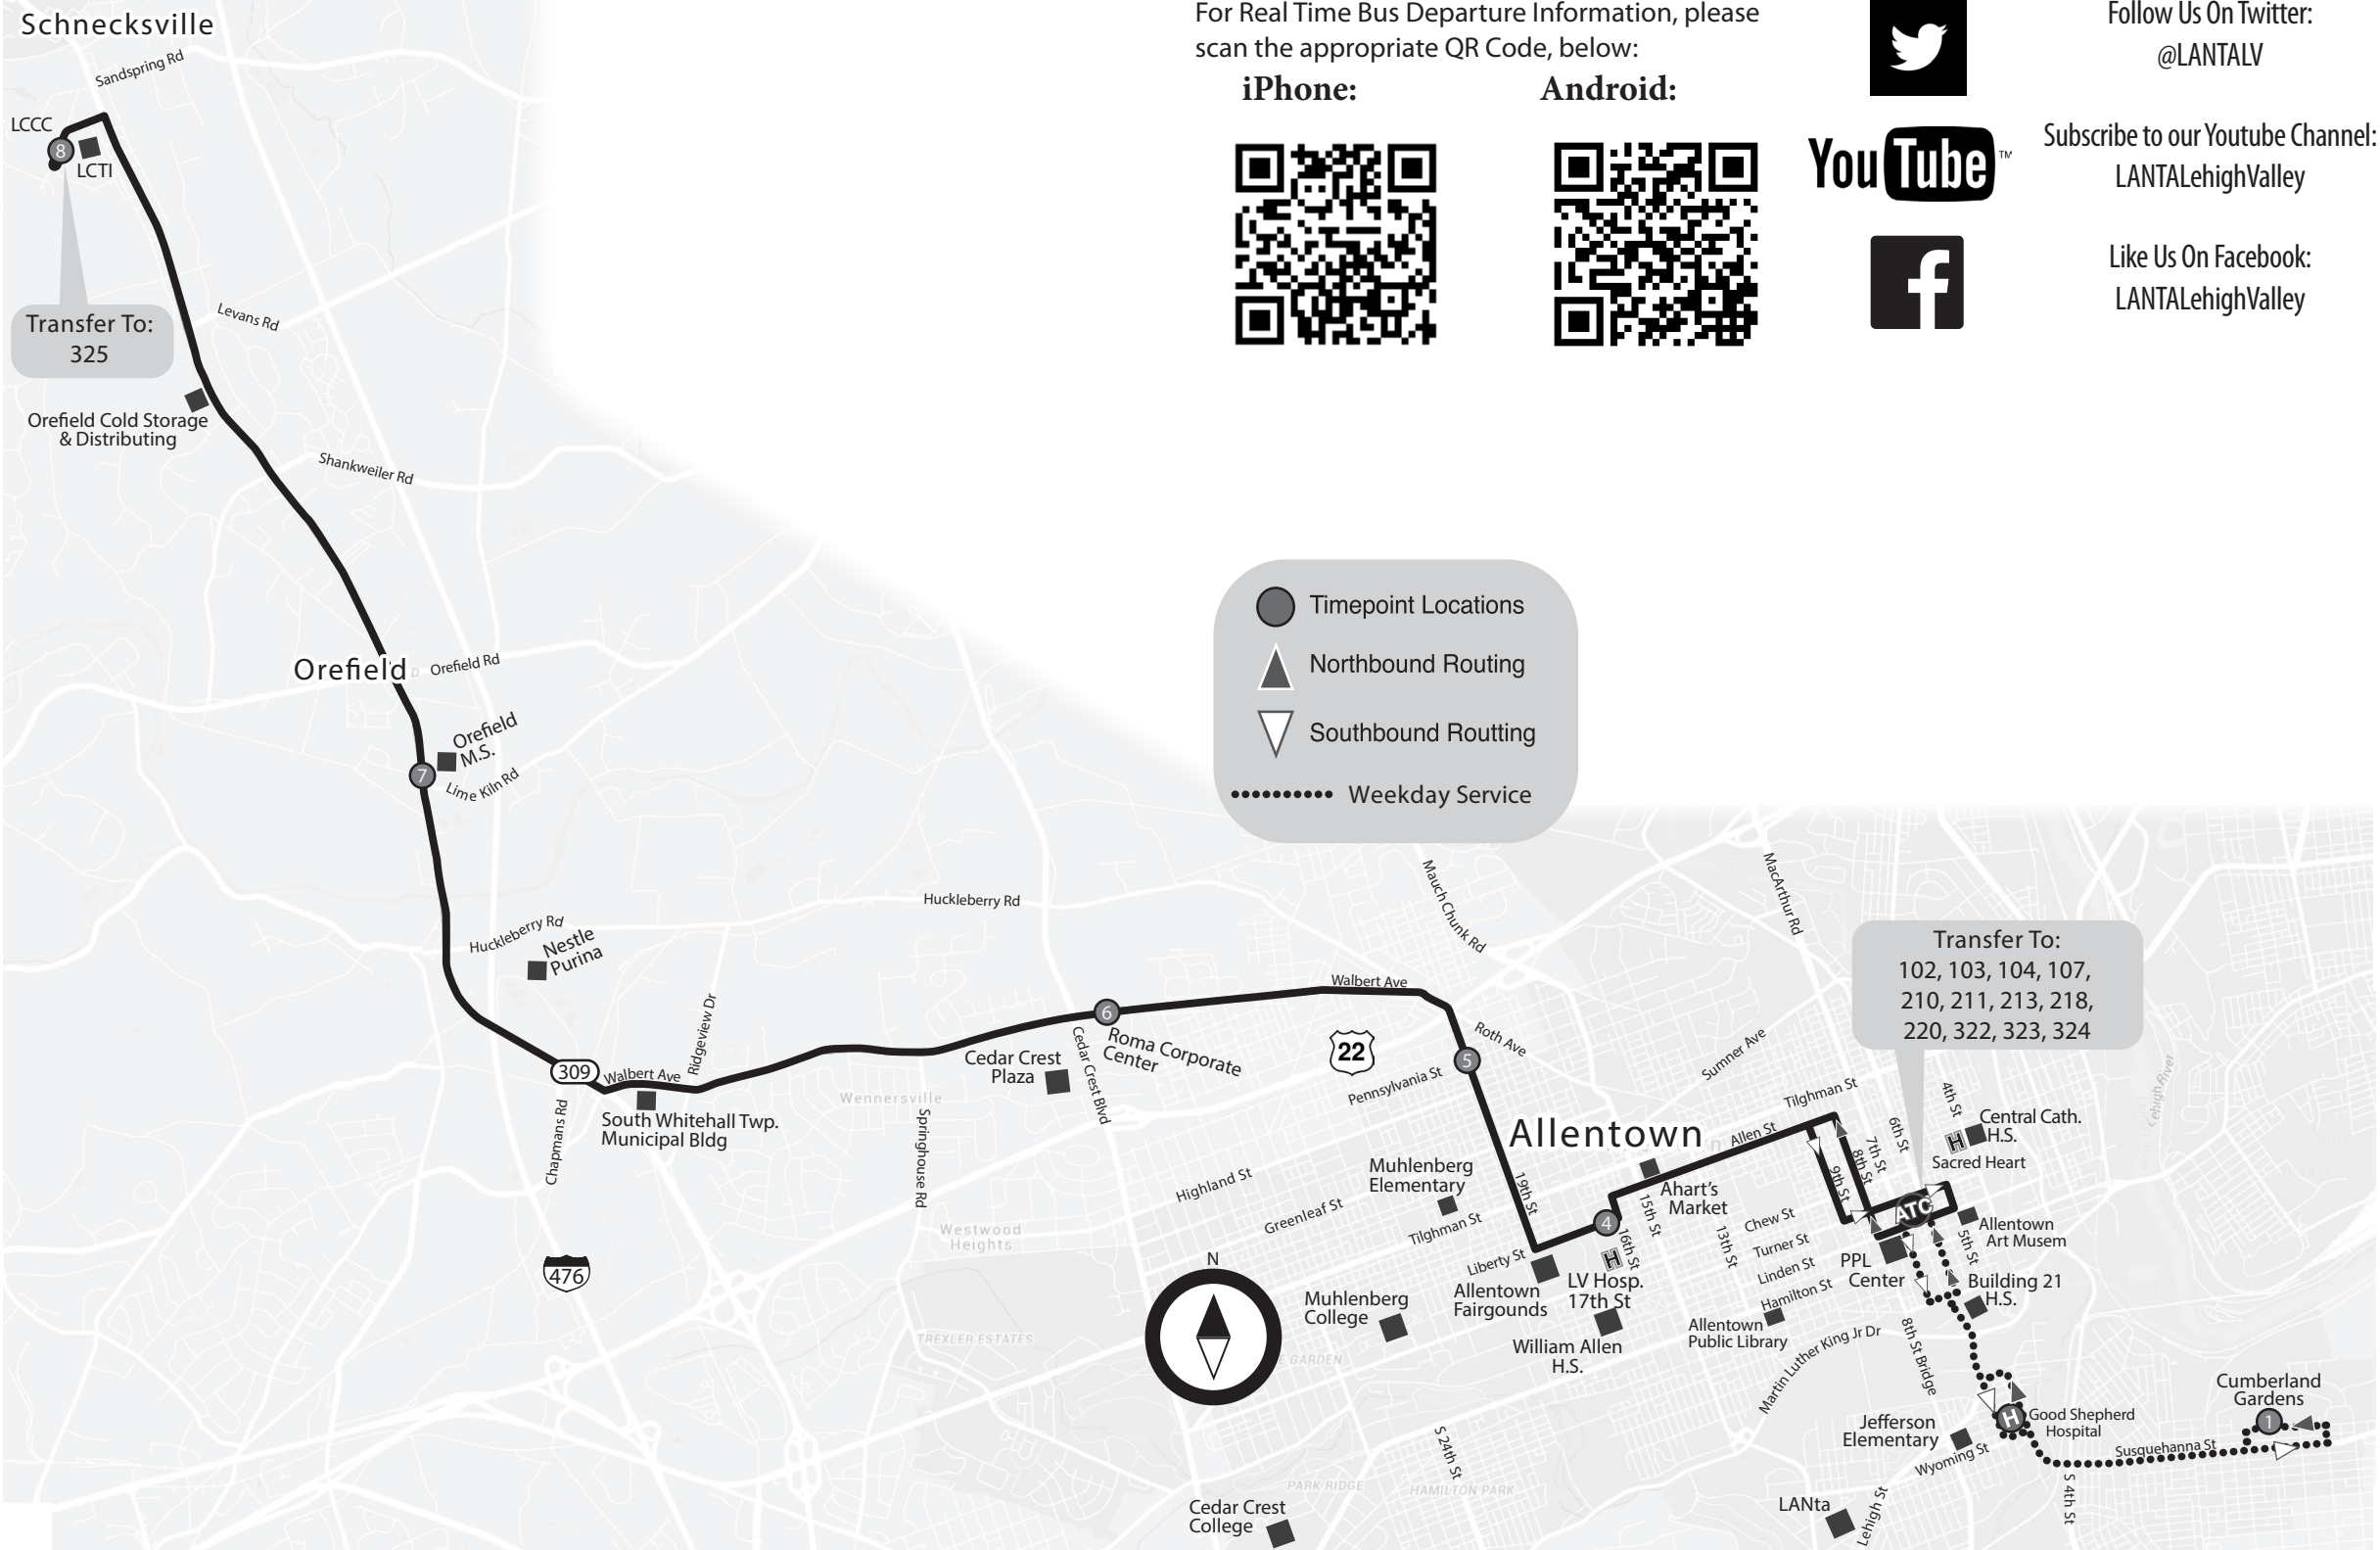 Schnecksville
Sandspring Rd
LCCC
8
LCTI
Transfer To:
325
Levans Rd
Orefield Cold Storage
& Distributing
Shankweiler Rd
Orefield
Orefield Rd
Orefield
M.S.
7
Lime Kiln Rd
Huckleberry Rd
Nestle
Purina
309
Walbert Ave
Ridgeview Dr
South Whitehall Twp.
Municipal Bldg
Chapmans Rd
476
For Real Time Bus Departure Information, please
scan the appropriate QR Code, below:
iPhone:
Android:
Follow Us On Twitter:
@LANTALV
YouTube™
Subscribe to our Youtube Channel:
LANTALehighValley
f
Like Us On Facebook:
LANTALehighValley
Timepoint Locations
Northbound Routing
Southbound Routting
Weekday Service
Huckleberry Rd
Wennersville
Springhouse Rd
Westwood
Heights
TREXLER ESTATES
Cedar Crest
Plaza
6
Roma Corporate
Center
Cedar Crest Blvd
Walbert Ave
22
Mauch Chunk Rd
Roth Ave
5
Pennsylvania St
MacArthur Rd
Sumner Ave
Transfer To:
102, 103, 104, 107,
210, 211, 213, 218,
220, 322, 323, 324
Lehigh River
Allentown
Allen St
Tilghman St
Highland St
Greenleaf St
Muhlenberg
Elementary
Tilghman St
19th St
Liberty St
4
16th St
15th St
Ahart's
Market
13th St
Chew St
Turner St
Linden St
Hamilton St
9th St
8th St
7th St
6th St
4th St
Central Cath.
H.S.
H
Sacred Heart
ATC
Allentown
Art Musem
5th St
PPL
Center
Building 21
H.S.
N
Muhlenberg
College
Allentown
Fairgounds
H
LV Hosp.
17th St
William Allen
H.S.
Allentown
Public Library
Martin Luther King Jr Dr
8th St Bridge
GARDEN
Cumberland
Gardens
1
H
Good Shepherd
Hospital
Jefferson
Elementary
Wyoming St
Susquehanna St
S 24th St
PARK RIDGE
HAMILTON PARK
Cedar Crest
College
LANta
Lehigh St
S 4th St